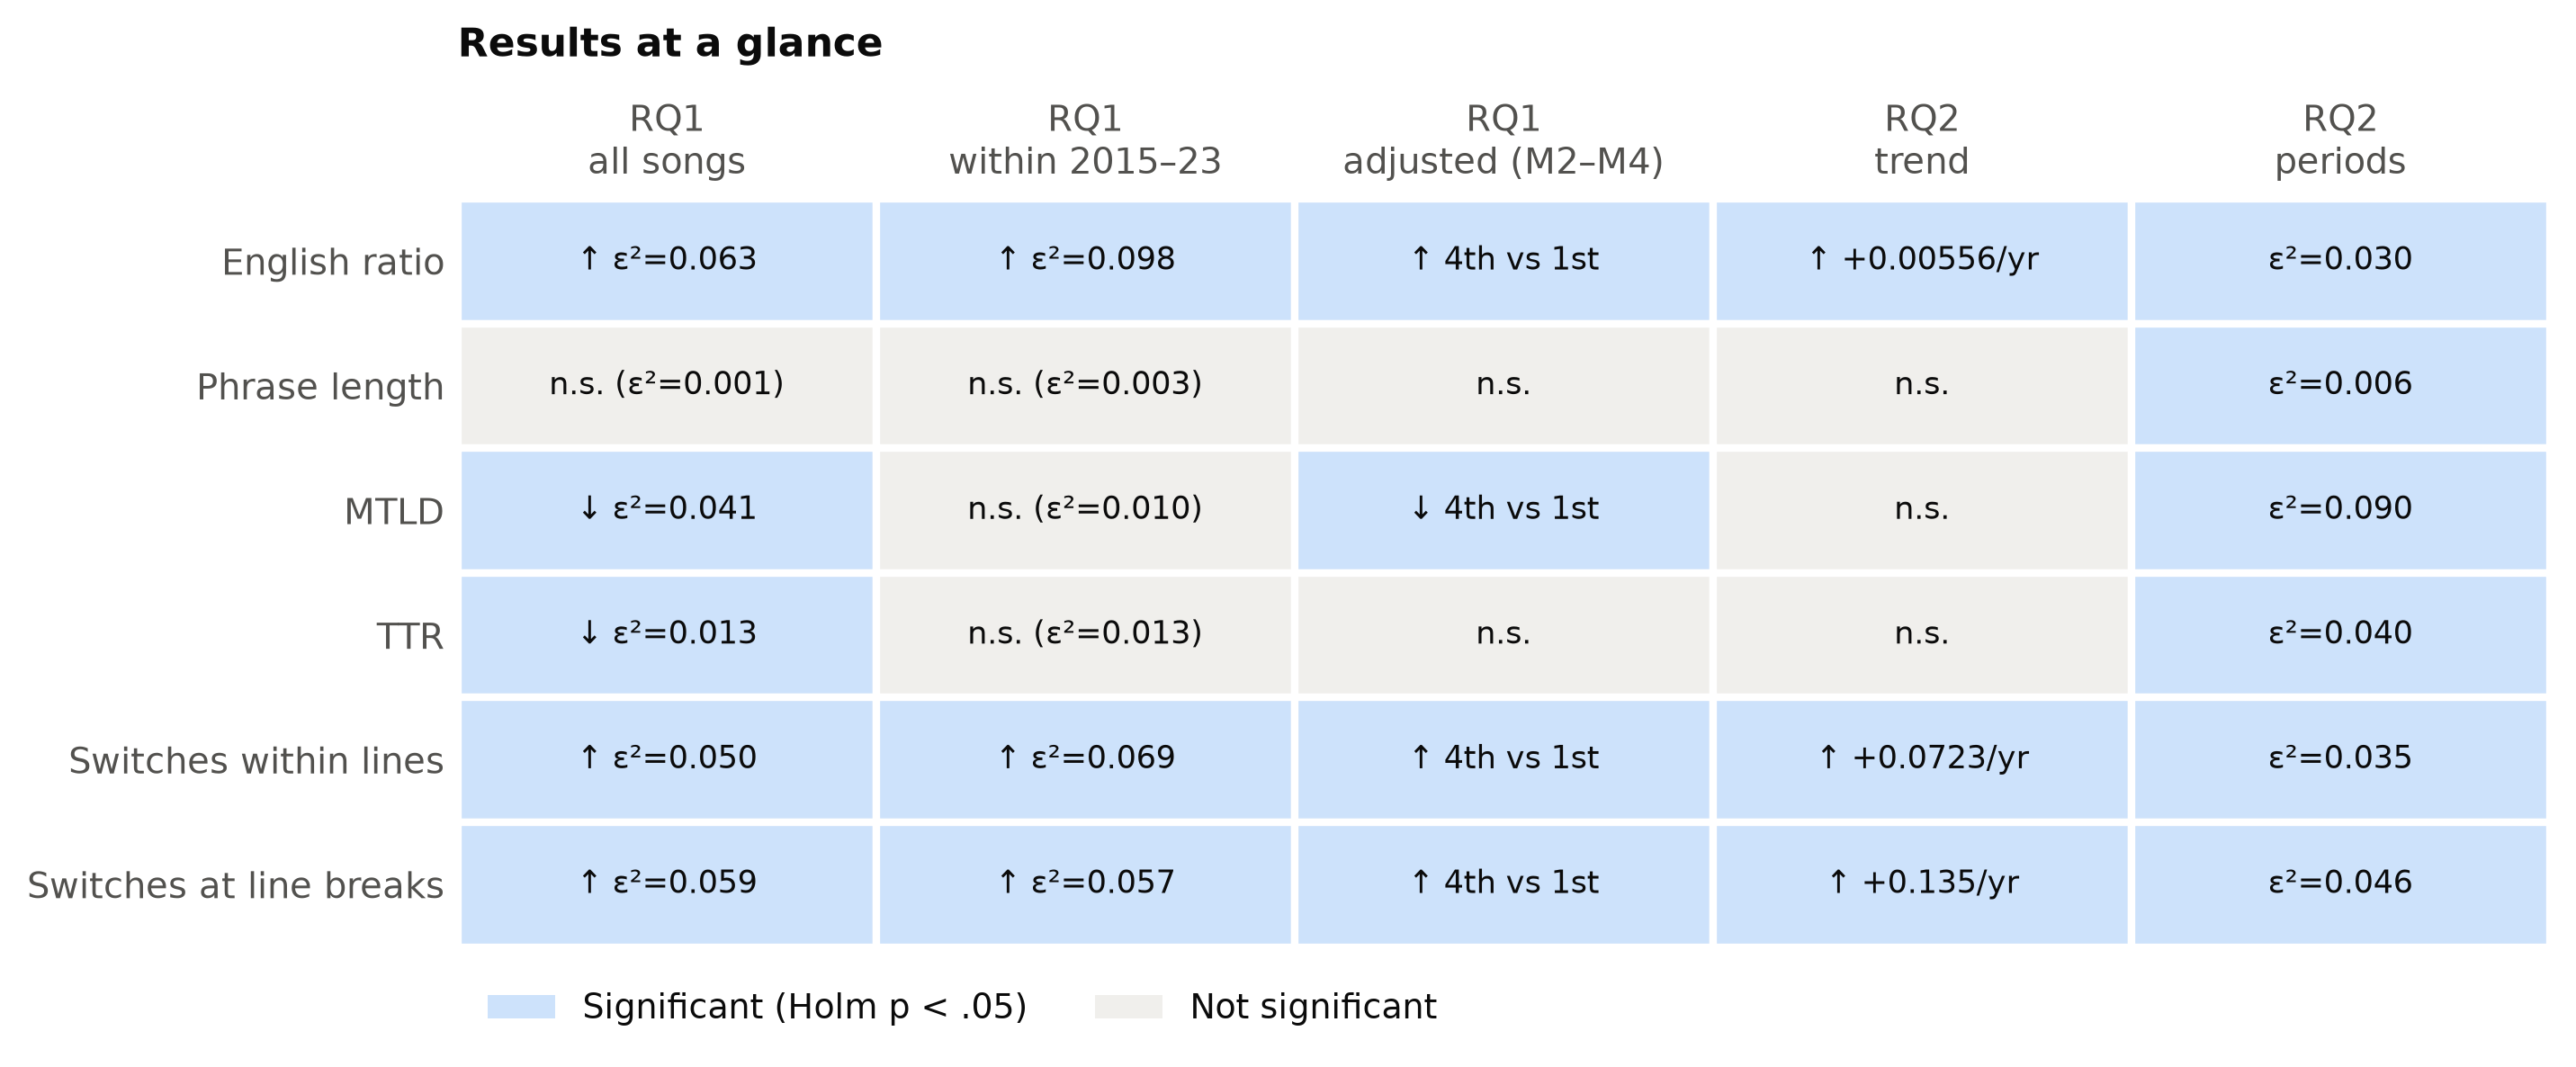 Results at a glance
RQ1 RQ1 RQ1 RQ2 RQ2
all songs within 2015–23 adjusted (M2–M4) trend periods
English ratio ↑ ε²=0.063 ↑ ε²=0.098 ↑ 4th vs 1st ↑ +0.00556/yr ε²=0.030
Phrase length n.s. (ε²=0.001) n.s. (ε²=0.003) n.s. n.s. ε²=0.006
MTLD ↓ ε²=0.041 n.s. (ε²=0.010) ↓ 4th vs 1st n.s. ε²=0.090
TTR ↓ ε²=0.013 n.s. (ε²=0.013) n.s. n.s. ε²=0.040
Switches within lines ↑ ε²=0.050 ↑ ε²=0.069 ↑ 4th vs 1st ↑ +0.0723/yr ε²=0.035
Switches at line breaks ↑ ε²=0.059 ↑ ε²=0.057 ↑ 4th vs 1st ↑ +0.135/yr ε²=0.046
Significant (Holm p < .05) Not significant